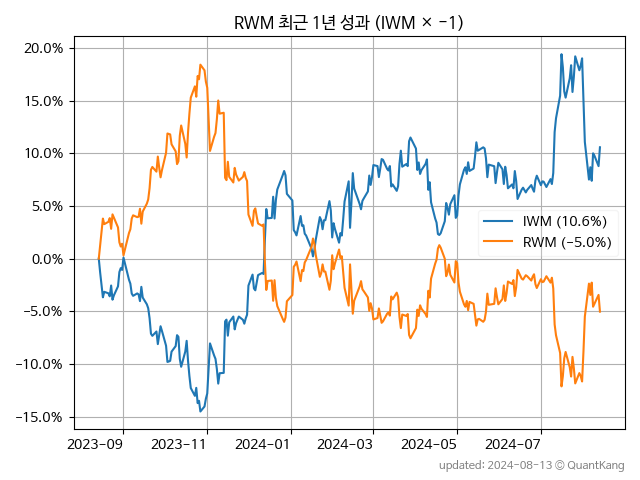 RWM 최근 1년 성과 (IWM × −1)
20.0%
15.0%
10.0%
5.0%
0.0%
−5.0%
−10.0%
−15.0%
IWM (10.6%)
RWM (−5.0%)
2023−09 2023−11 2024−01 2024−03 2024−05 2024−07
updated: 2024-08-13 ⓒ QuantKang